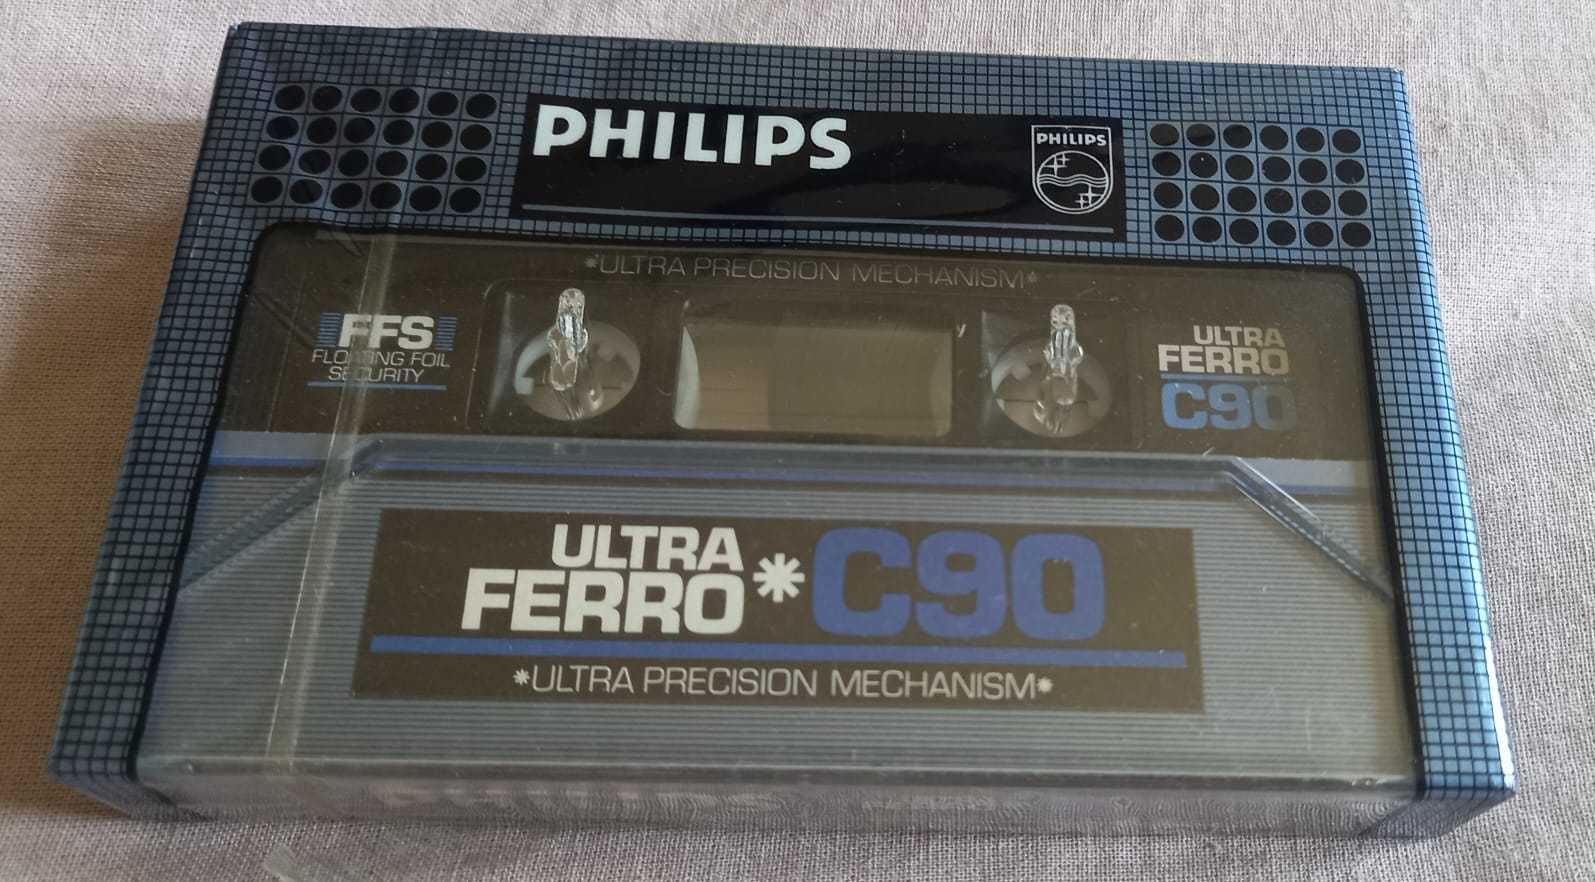 PHILIPS
PHILIPS
*ULTRA PRECISION MECHANISM*
FFS
FLOATING FOIL
SECURITY
ULTRA
FERRO
C90
ULTRA
FERRO*C90
*ULTRA PRECISION MECHANISM*